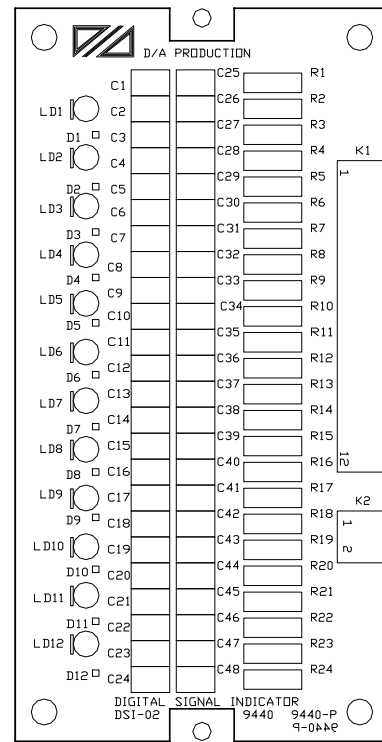 D/A PRODUCTION
C1 C25 R1
LD1 C2 C26 R2
D1 C3 C27 R3
K1
LD2 C4 C28 R4
1
D2 C5 C29 R5
LD3 C6 C30 R6
D3 C7 C31 R7
LD4 C8 C32 R8
D4 C9 C33 R9
LD5 C10 C34 R10
D5 C11 C35 R11
LD6 C12 C36 R12
D6 C13 C37 R13
LD7 C14 C38 R14
D7 C15 C39 R15
LD8 C16 C40 R16
12
D8 C17 C41 R17
LD9 C18 C42 R18
K2
1
D9 C19 C43 R19
2
LD10 C20 C44 R20
D10 C21 C45 R21
LD11 C22 C46 R22
D11 C23 C47 R23
LD12 C24 C48 R24
D12
DIGITAL SIGNAL INDICATOR
DSI-02 9440 9440-P
9440-P